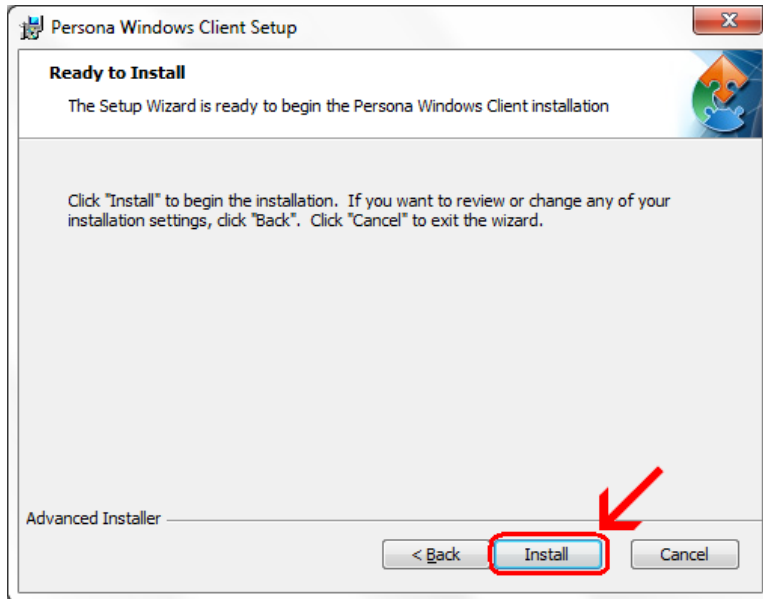 Persona Windows Client Setup
Ready to Install
The Setup Wizard is ready to begin the Persona Windows Client installation
Click "Install" to begin the installation.  If you want to review or change any of your
installation settings, click "Back".  Click "Cancel" to exit the wizard.
Advanced Installer
< Back
Install
Cancel